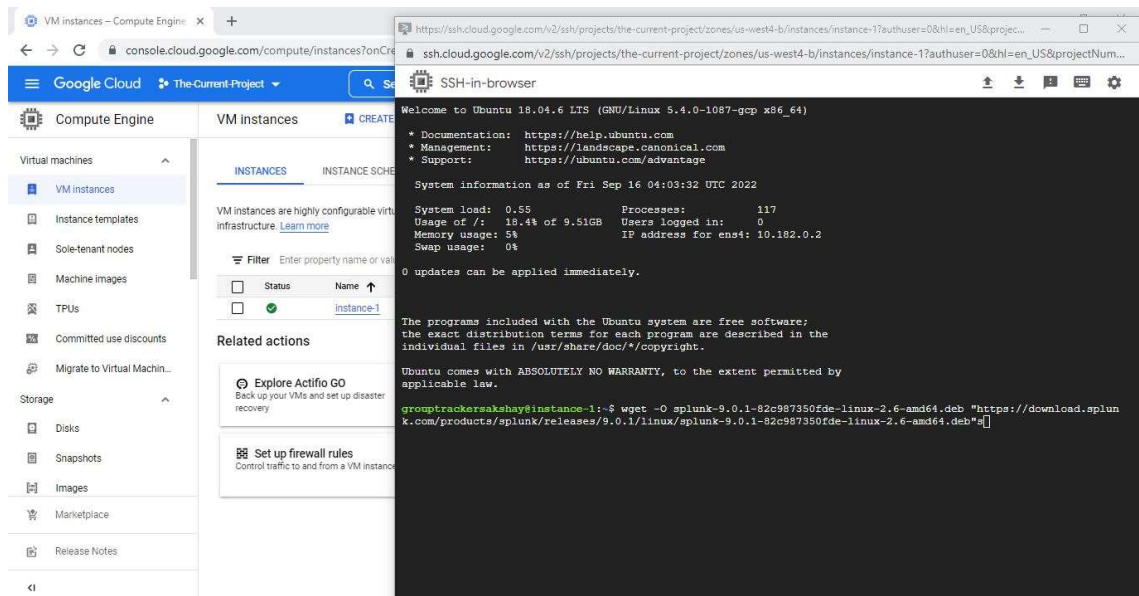 VM instances – Compute Engine
console.cloud.google.com/compute/instances?onCre
Google Cloud The-Current-Project Se
Compute Engine
VM instances CREATE
Virtual machines
VM instances
Instance templates
Sole-tenant nodes
Machine images
TPUs
Committed use discounts
Migrate to Virtual Machin...
Storage
Disks
Snapshots
Images
Marketplace
Release Notes
INSTANCES INSTANCE SCHE
VM instances are highly configurable virtu
infrastructure. Learn more
Filter Enter property name or val
Status Name
instance-1
Related actions
Explore Actifio GO
Back up your VMs and set up disaster
recovery
Set up firewall rules
Control traffic to and from a VM instance
https://ssh.cloud.google.com/v2/ssh/projects/the-current-project/zones/us-west4-b/instances/instance-1?authuser=0&hl=en_US&projec...
ssh.cloud.google.com/v2/ssh/projects/the-current-project/zones/us-west4-b/instances/instance-1?authuser=0&hl=en_US&projectNum...
SSH-in-browser
Welcome to Ubuntu 18.04.6 LTS (GNU/Linux 5.4.0-1087-gcp x86_64)
* Documentation: https://help.ubuntu.com
* Management: https://landscape.canonical.com
* Support: https://ubuntu.com/advantage
System information as of Fri Sep 16 04:03:32 UTC 2022
System load: 0.55 Processes: 117
Usage of /: 18.4% of 9.51GB Users logged in: 0
Memory usage: 5% IP address for ens4: 10.182.0.2
Swap usage: 0%
0 updates can be applied immediately.
The programs included with the Ubuntu system are free software;
the exact distribution terms for each program are described in the
individual files in /usr/share/doc/*/copyright.
Ubuntu comes with ABSOLUTELY NO WARRANTY, to the extent permitted by
applicable law.
grouptrackersakshay@instance-1:~$ wget -O splunk-9.0.1-82c987350fde-linux-2.6-amd64.deb "https://download.splun
k.com/products/splunk/releases/9.0.1/linux/splunk-9.0.1-82c987350fde-linux-2.6-amd64.deb"s